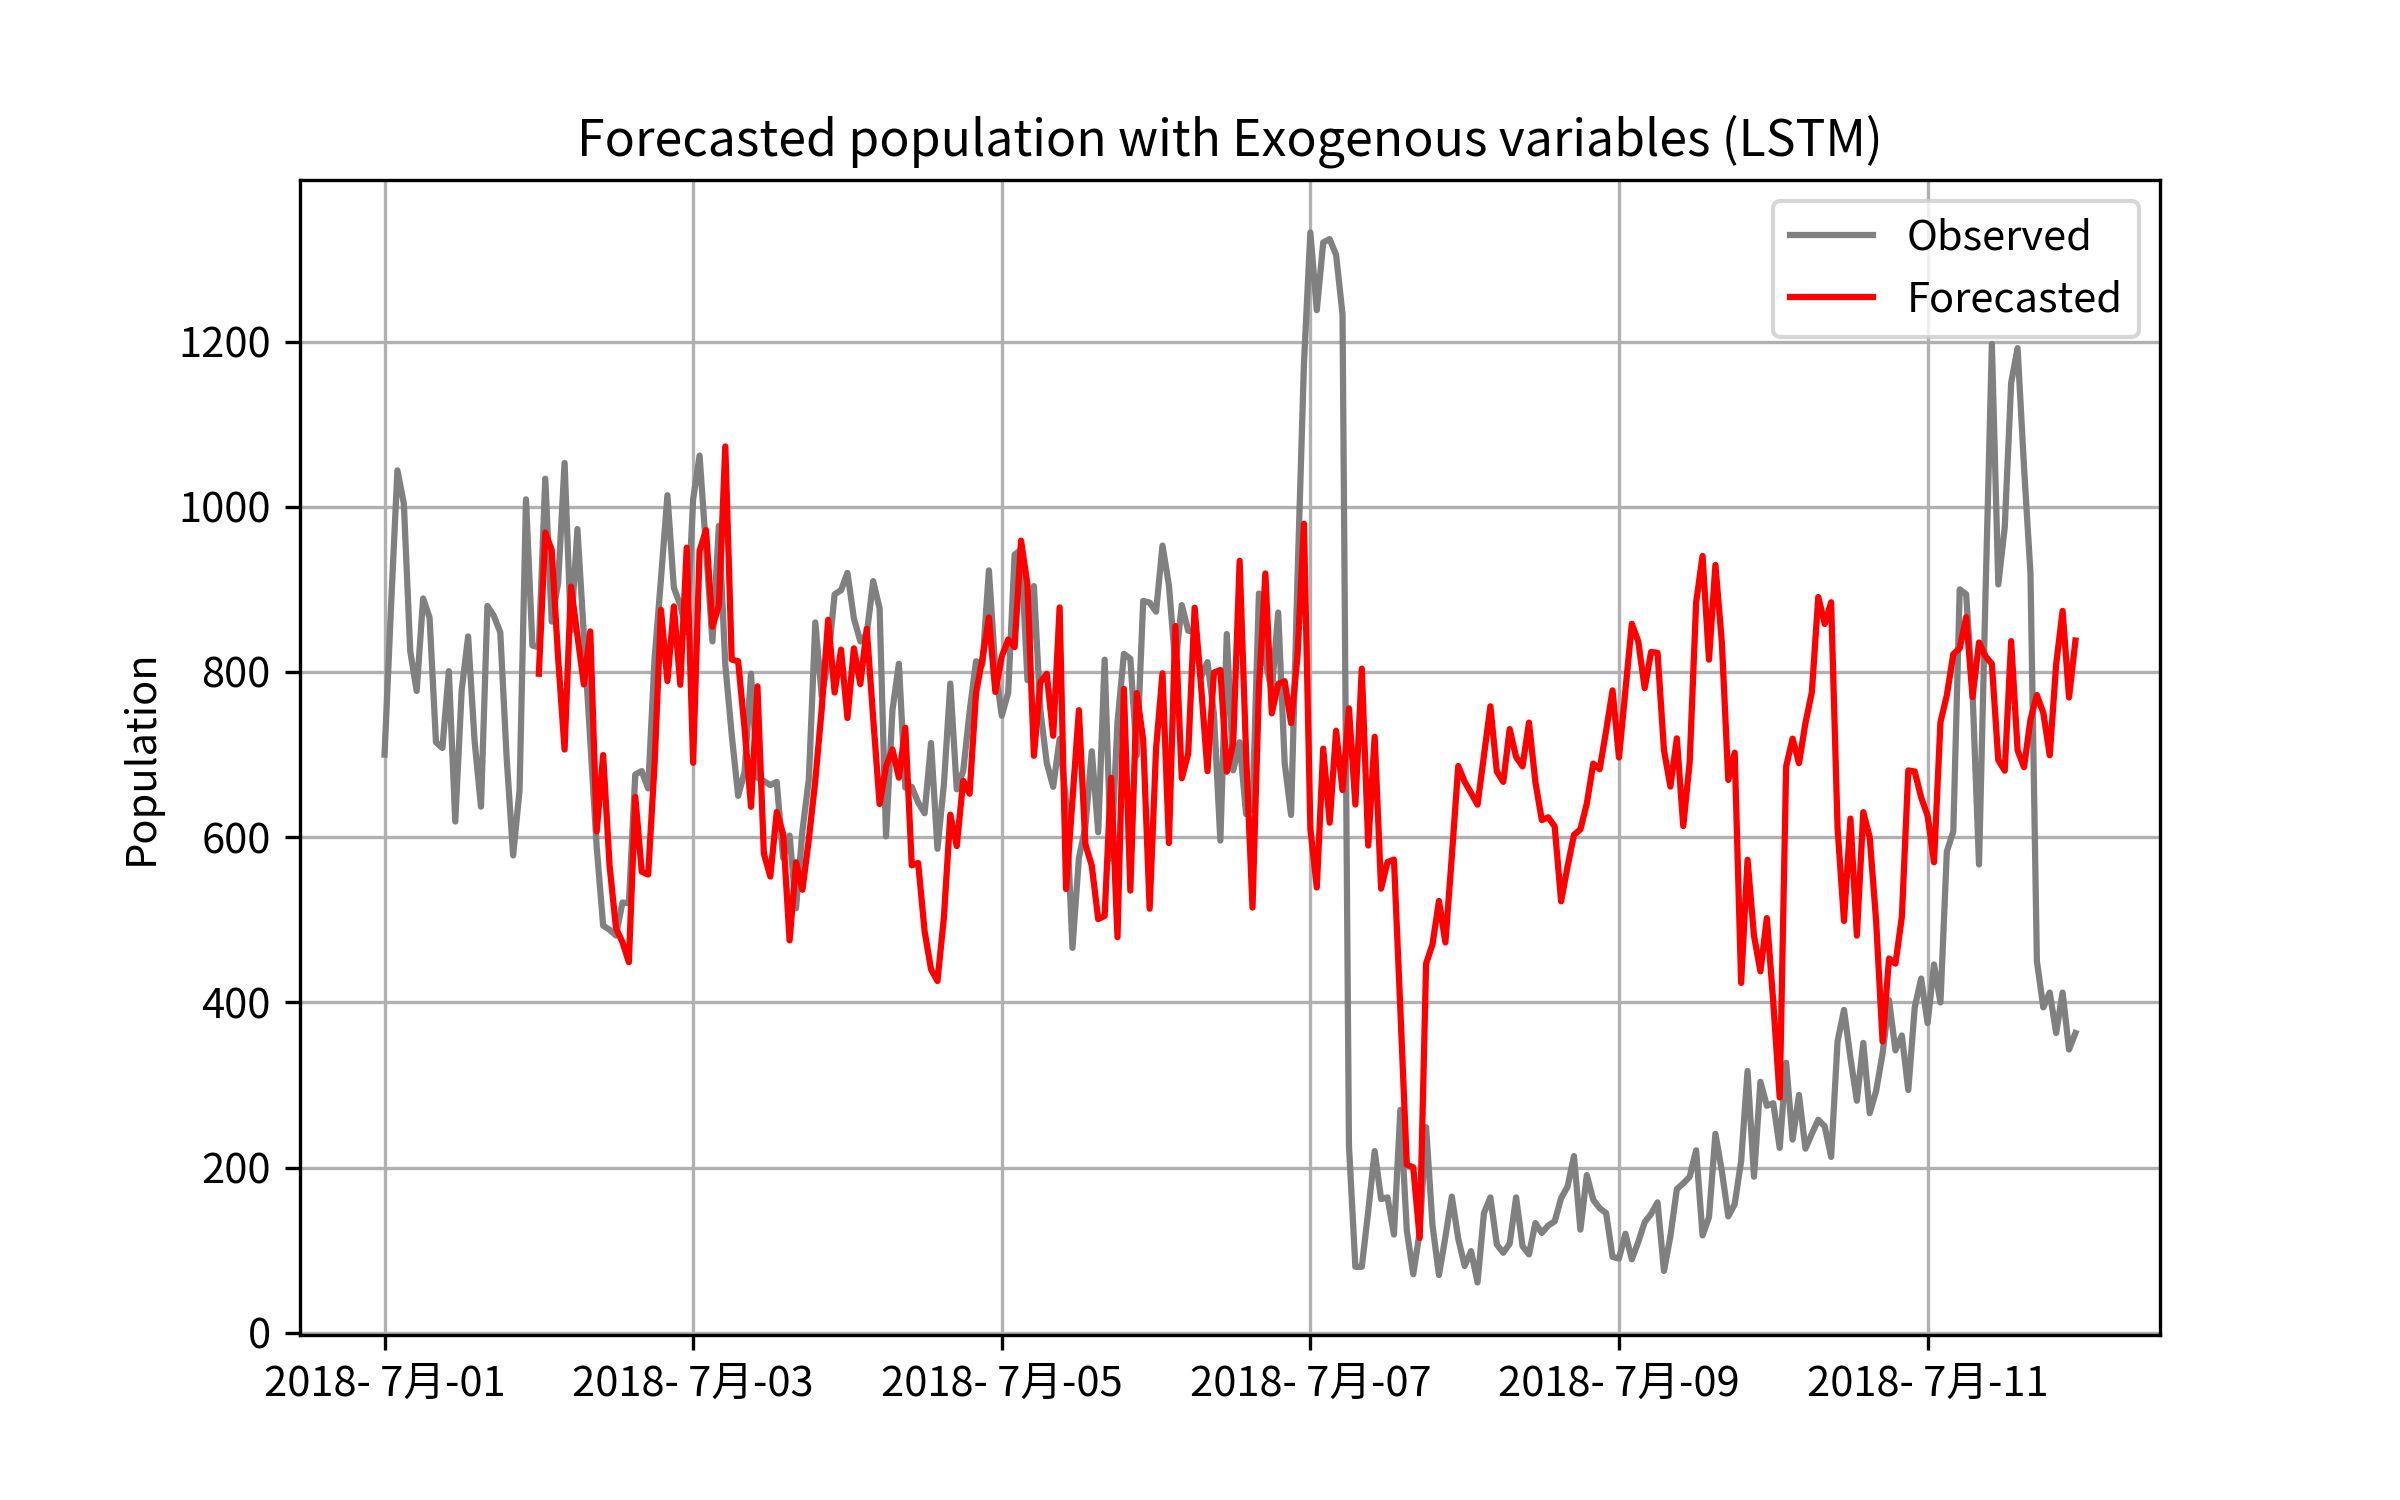 Forecasted population with Exogenous variables (LSTM)
Observed
Forecasted
Population
1200
1000
800
600
400
200
0
2018- 7月-01 2018- 7月-03 2018- 7月-05 2018- 7月-07 2018- 7月-09 2018- 7月-11